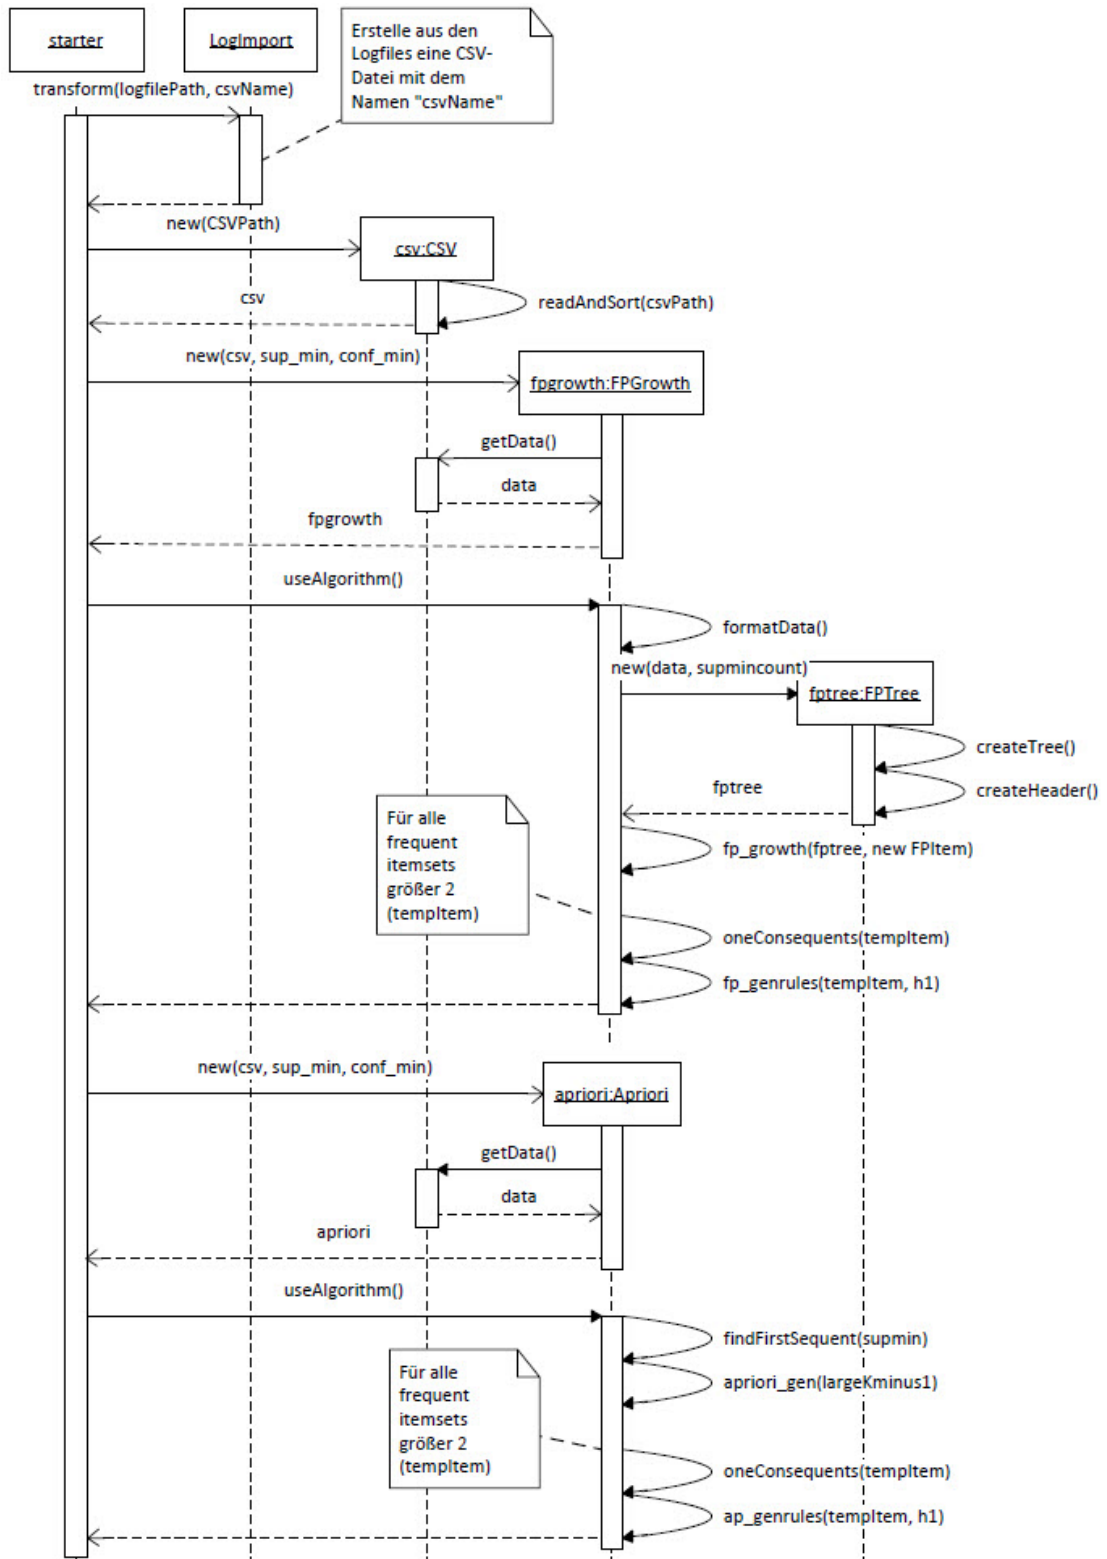 starter
LogImport
Erstelle aus den
Logfiles eine CSV-
Datei mit dem
Namen "csvName"
transform(logfilePath, csvName)
new(CSVPath)
csv:CSV
csv
readAndSort(csvPath)
new(csv, sup_min, conf_min)
fpgrowth:FPGrowth
getData()
data
fpgrowth
useAlgorithm()
formatData()
new(data, supmincount)
fptree:FPTree
createTree()
fptree
createHeader()
Für alle
frequent
itemsets
größer 2
(tempItem)
fp_growth(fptree, new FPItem)
oneConsequents(tempItem)
fp_genrules(tempItem, h1)
new(csv, sup_min, conf_min)
apriori:Apriori
getData()
data
apriori
useAlgorithm()
findFirstSequent(supmin)
apriori_gen(largeKminus1)
Für alle
frequent
itemsets
größer 2
(tempItem)
oneConsequents(tempItem)
ap_genrules(tempItem, h1)